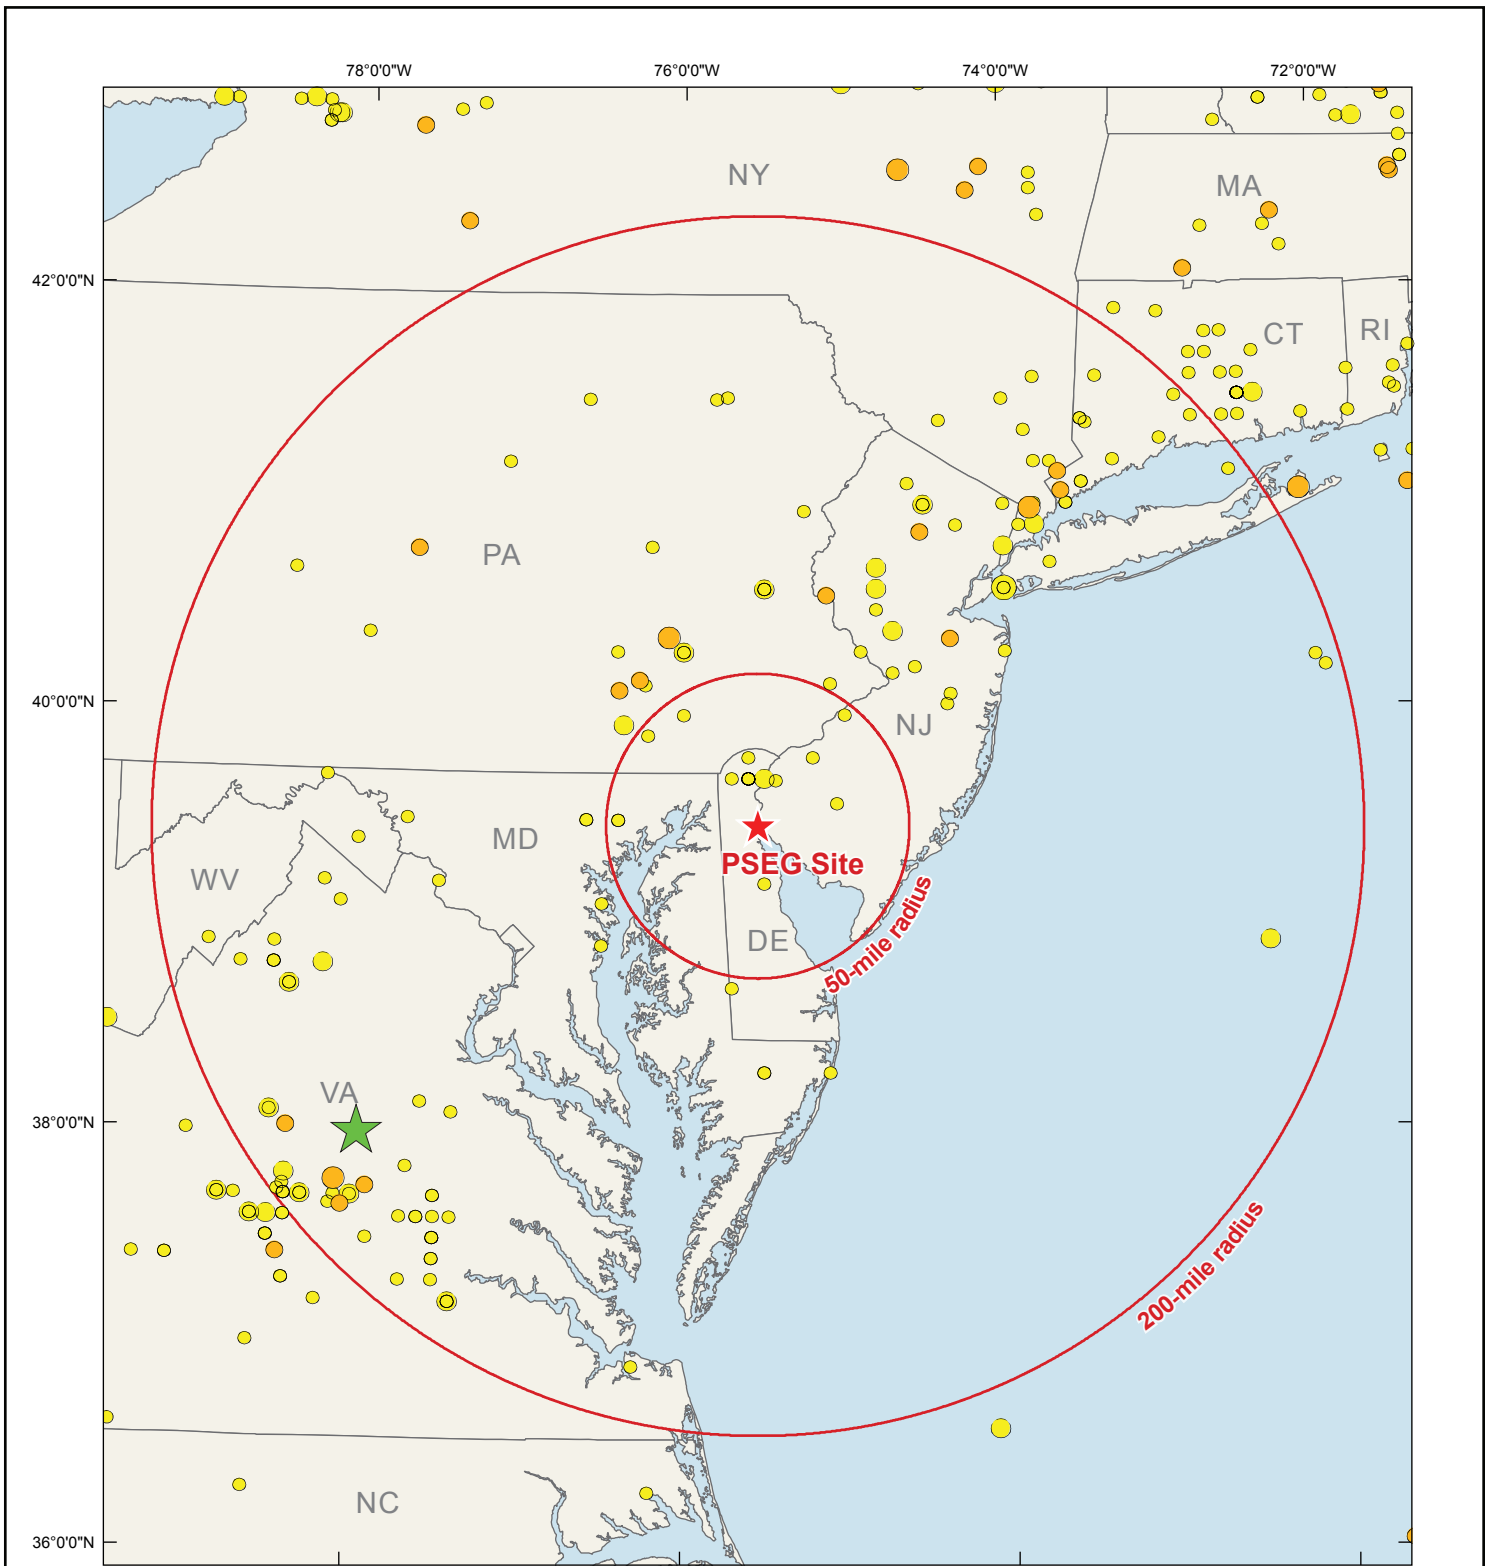 78°0'0"W
76°0'0"W
74°0'0"W
72°0'0"W
NY
MA
42°0'0"N
CT
RI
PA
40°0'0"N
NJ
MD
PSEG Site
WV
DE
50-mile radius
VA
38°0'0"N
200-mile radius
NC
36°0'0"N